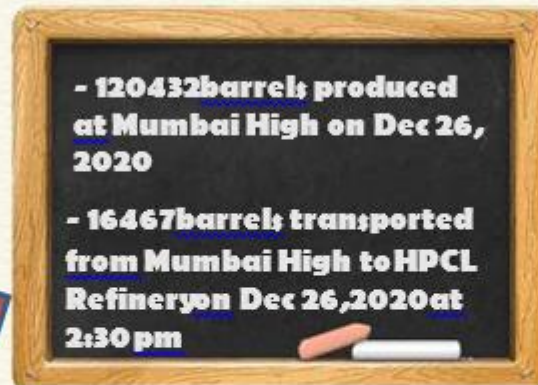 - 120432barrels produced
at Mumbai High on Dec 26,
2020
- 16467barrels transported
from Mumbai High to HPCL
Refineryon Dec 26,2020at
2:30 pm